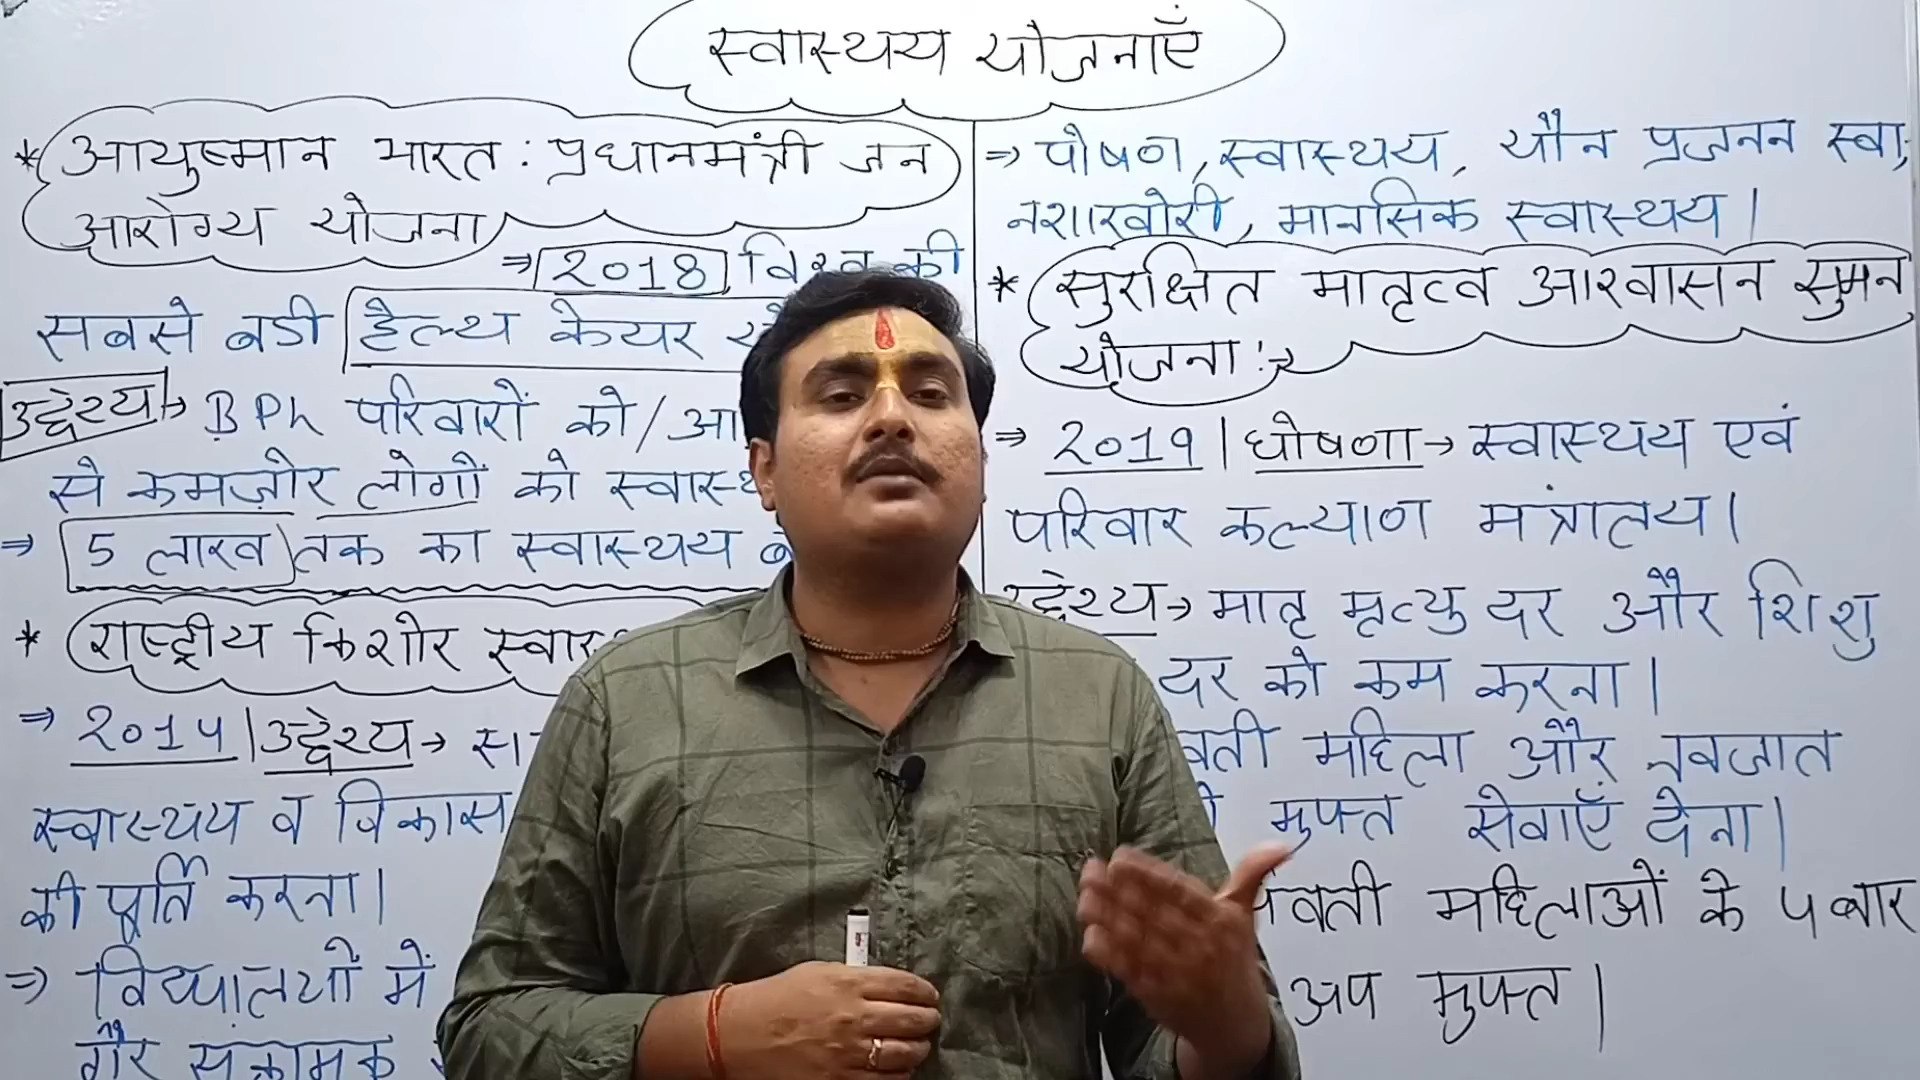 स्वास्थय योजनाएँ
* आयुष्मान भारत : प्रधानमंत्री जन
आरोग्य योजना
⇒ 2018, विश्व की
सबसे बडी हैल्थ केयर
उद्देश्य → BPL परिवारों को /
से कमज़ोर लोगों को
⇒ 5 लाख तक का स्वास्थय
* राष्ट्रीय किशोर
⇒ 2014 | उद्देश्य →
स्वास्थय व विकास
की पूर्ति करना।
⇒ विद्यालयों में
गैर संक्रामक
⇒ पोषण, स्वास्थय, यौन प्रजनन स्वा,
नशाखोरी, मानसिक स्वास्थय।
* सुरक्षित मातृत्व आश्वासन सुमन
योजना :→
⇒ 2019 | घोषणा → स्वास्थय एवं
परिवार कल्याण मंत्रालय।
उद्देश्य → मातृ मृत्यु दर और शिशु
दर को कम करना।
महिला और नवजात
मुफ्त सेवाएँ देना।
महिलाओं के 4 बार
अप मुफ्त।